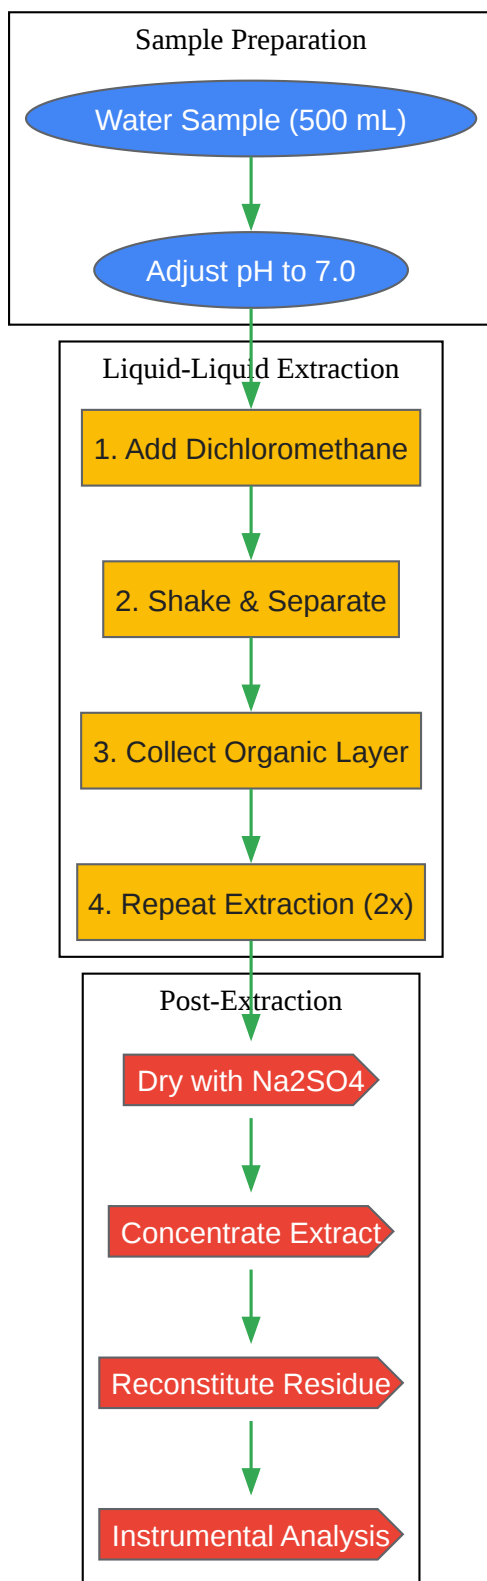 Sample Preparation
Water Sample (500 mL)
Adjust pH to 7.0
Liquid-Liquid Extraction
1. Add Dichloromethane
2. Shake & Separate
3. Collect Organic Layer
4. Repeat Extraction (2x)
Post-Extraction
Dry with Na2SO4
Concentrate Extract
Reconstitute Residue
Instrumental Analysis